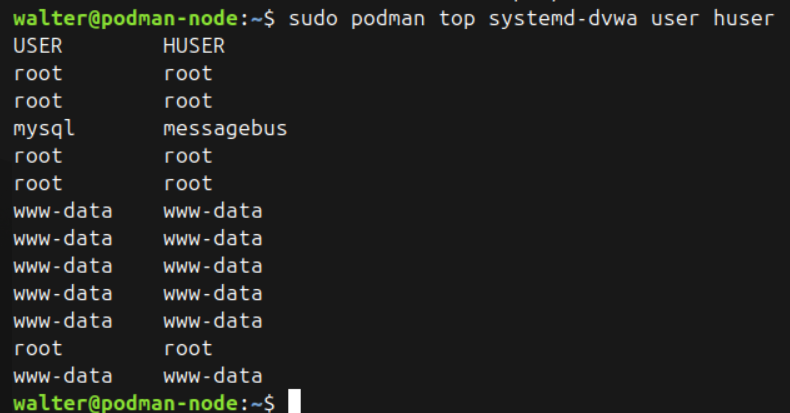 walter@podman-node:~$ sudo podman top systemd-dvwa user huser
USER HUSER
root root
root root
mysql messagebus
root root
root root
www-data www-data
www-data www-data
www-data www-data
www-data www-data
www-data www-data
root root
www-data www-data
walter@podman-node:~$